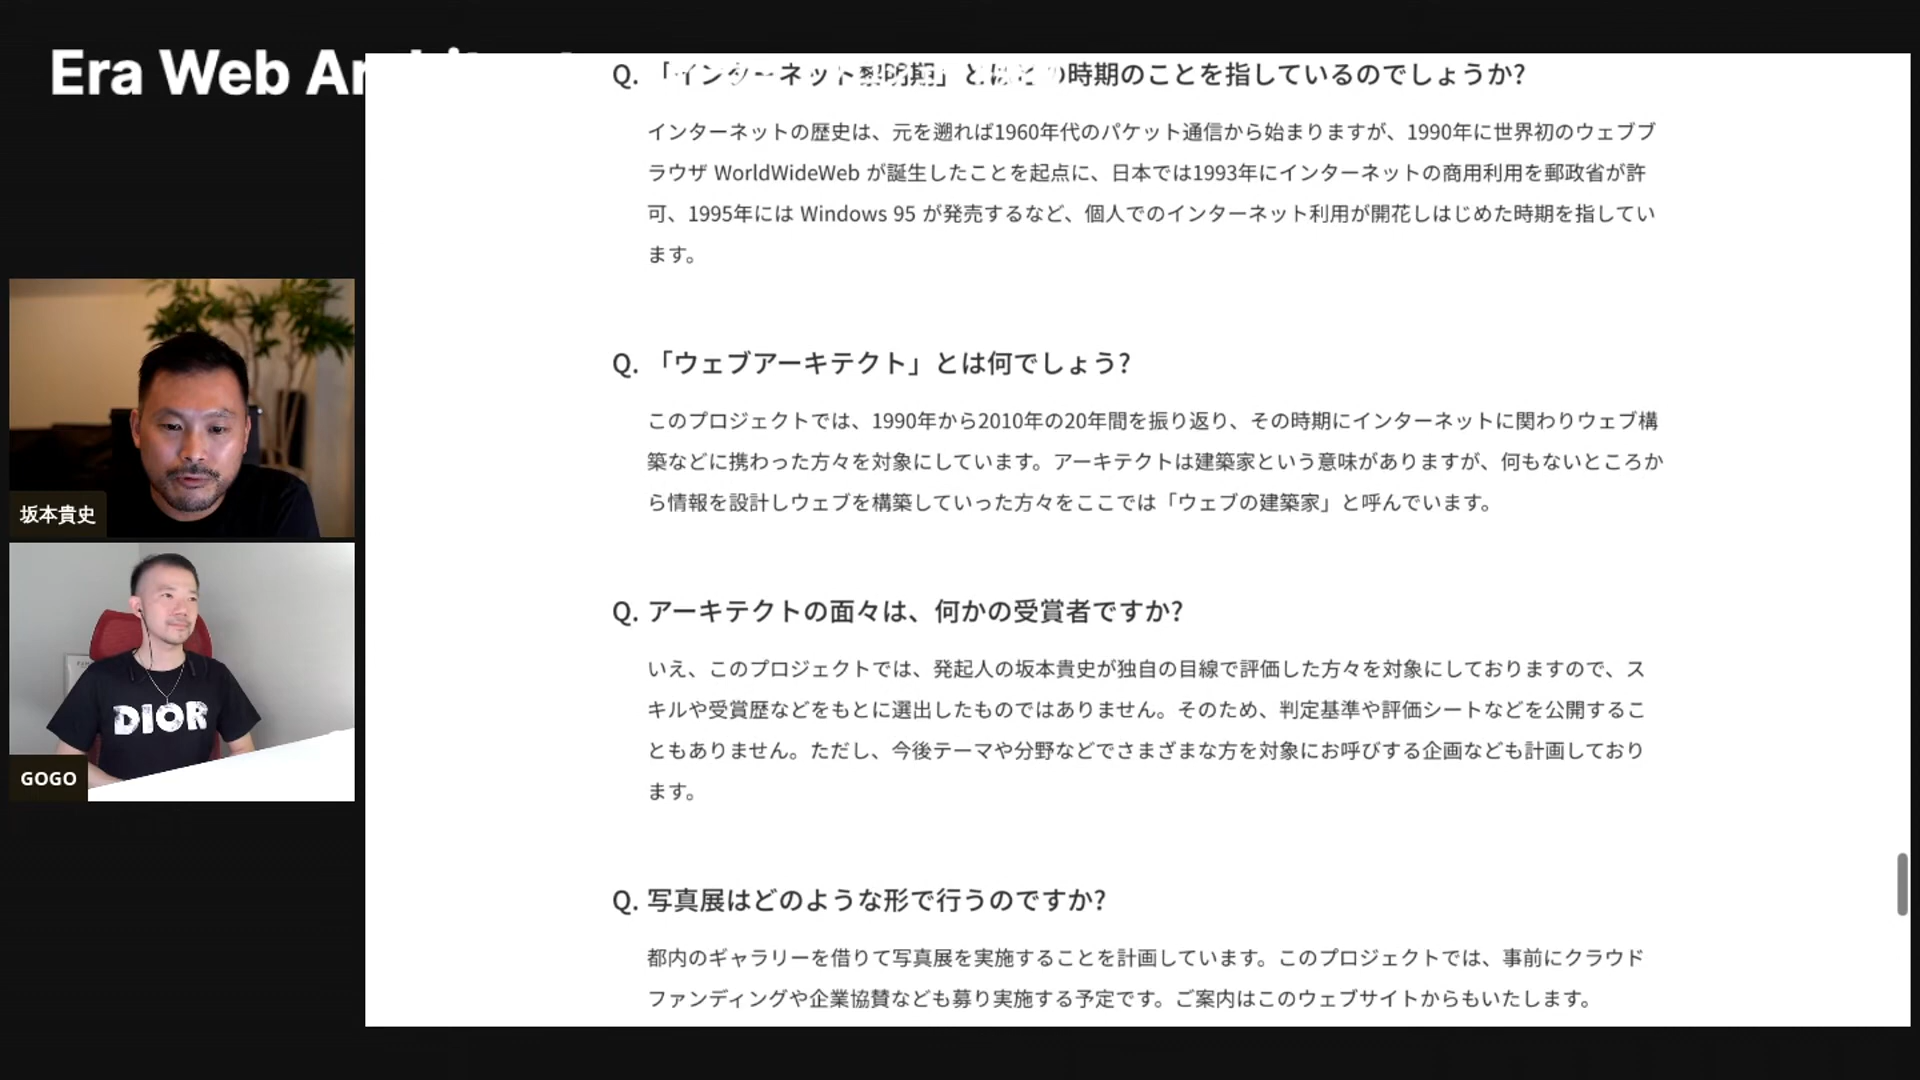 Era Web Ar
Q. 「インターネット黎明期」とはどの時期のことを指しているのでしょうか?
インターネットの歴史は、元を遡れば1960年代のパケット通信から始まりますが、1990年に世界初のウェブブ
ラウザ WorldWideWeb が誕生したことを起点に、日本では1993年にインターネットの商用利用を郵政省が許
可、1995年には Windows 95 が発売するなど、個人でのインターネット利用が開花しはじめた時期を指してい
ます。
Q. 「ウェブアーキテクト」とは何でしょう?
このプロジェクトでは、1990年から2010年の20年間を振り返り、その時期にインターネットに関わりウェブ構
築などに携わった方々を対象にしています。アーキテクトは建築家という意味がありますが、何もないところか
ら情報を設計しウェブを構築していった方々をここでは「ウェブの建築家」と呼んでいます。
Q. アーキテクトの面々は、何かの受賞者ですか?
いえ、このプロジェクトでは、発起人の坂本貴史が独自の目線で評価した方々を対象にしておりますので、ス
キルや受賞歴などをもとに選出したものではありません。そのため、判定基準や評価シートなどを公開するこ
ともありません。ただし、今後テーマや分野などでさまざまな方を対象にお呼びする企画なども計画しており
ます。
Q. 写真展はどのような形で行うのですか?
都内のギャラリーを借りて写真展を実施することを計画しています。このプロジェクトでは、事前にクラウド
ファンディングや企業協賛なども募り実施する予定です。ご案内はこのウェブサイトからもいたします。
坂本貴史
DIOR
GOGO